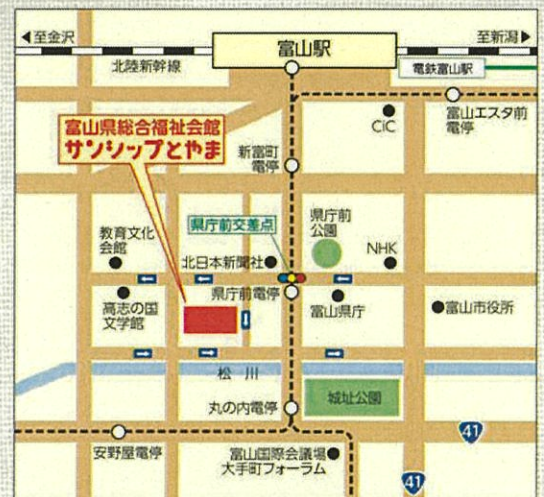 ◀至金沢
富山駅
至新潟▶
北陸新幹線
電鉄富山駅
富山県総合福祉会館
サンシップとやま
CiC
富山エスタ前
電停
新富町
電停
県庁前交差点
県庁前
公園
教育文化
会館
北日本新聞社
NHK
県庁前電停
高志の国
文学館
富山県庁
富山市役所
松川
丸の内電停
城址公園
41
安野屋電停
富山国際会議場
大手町フォーラム
41